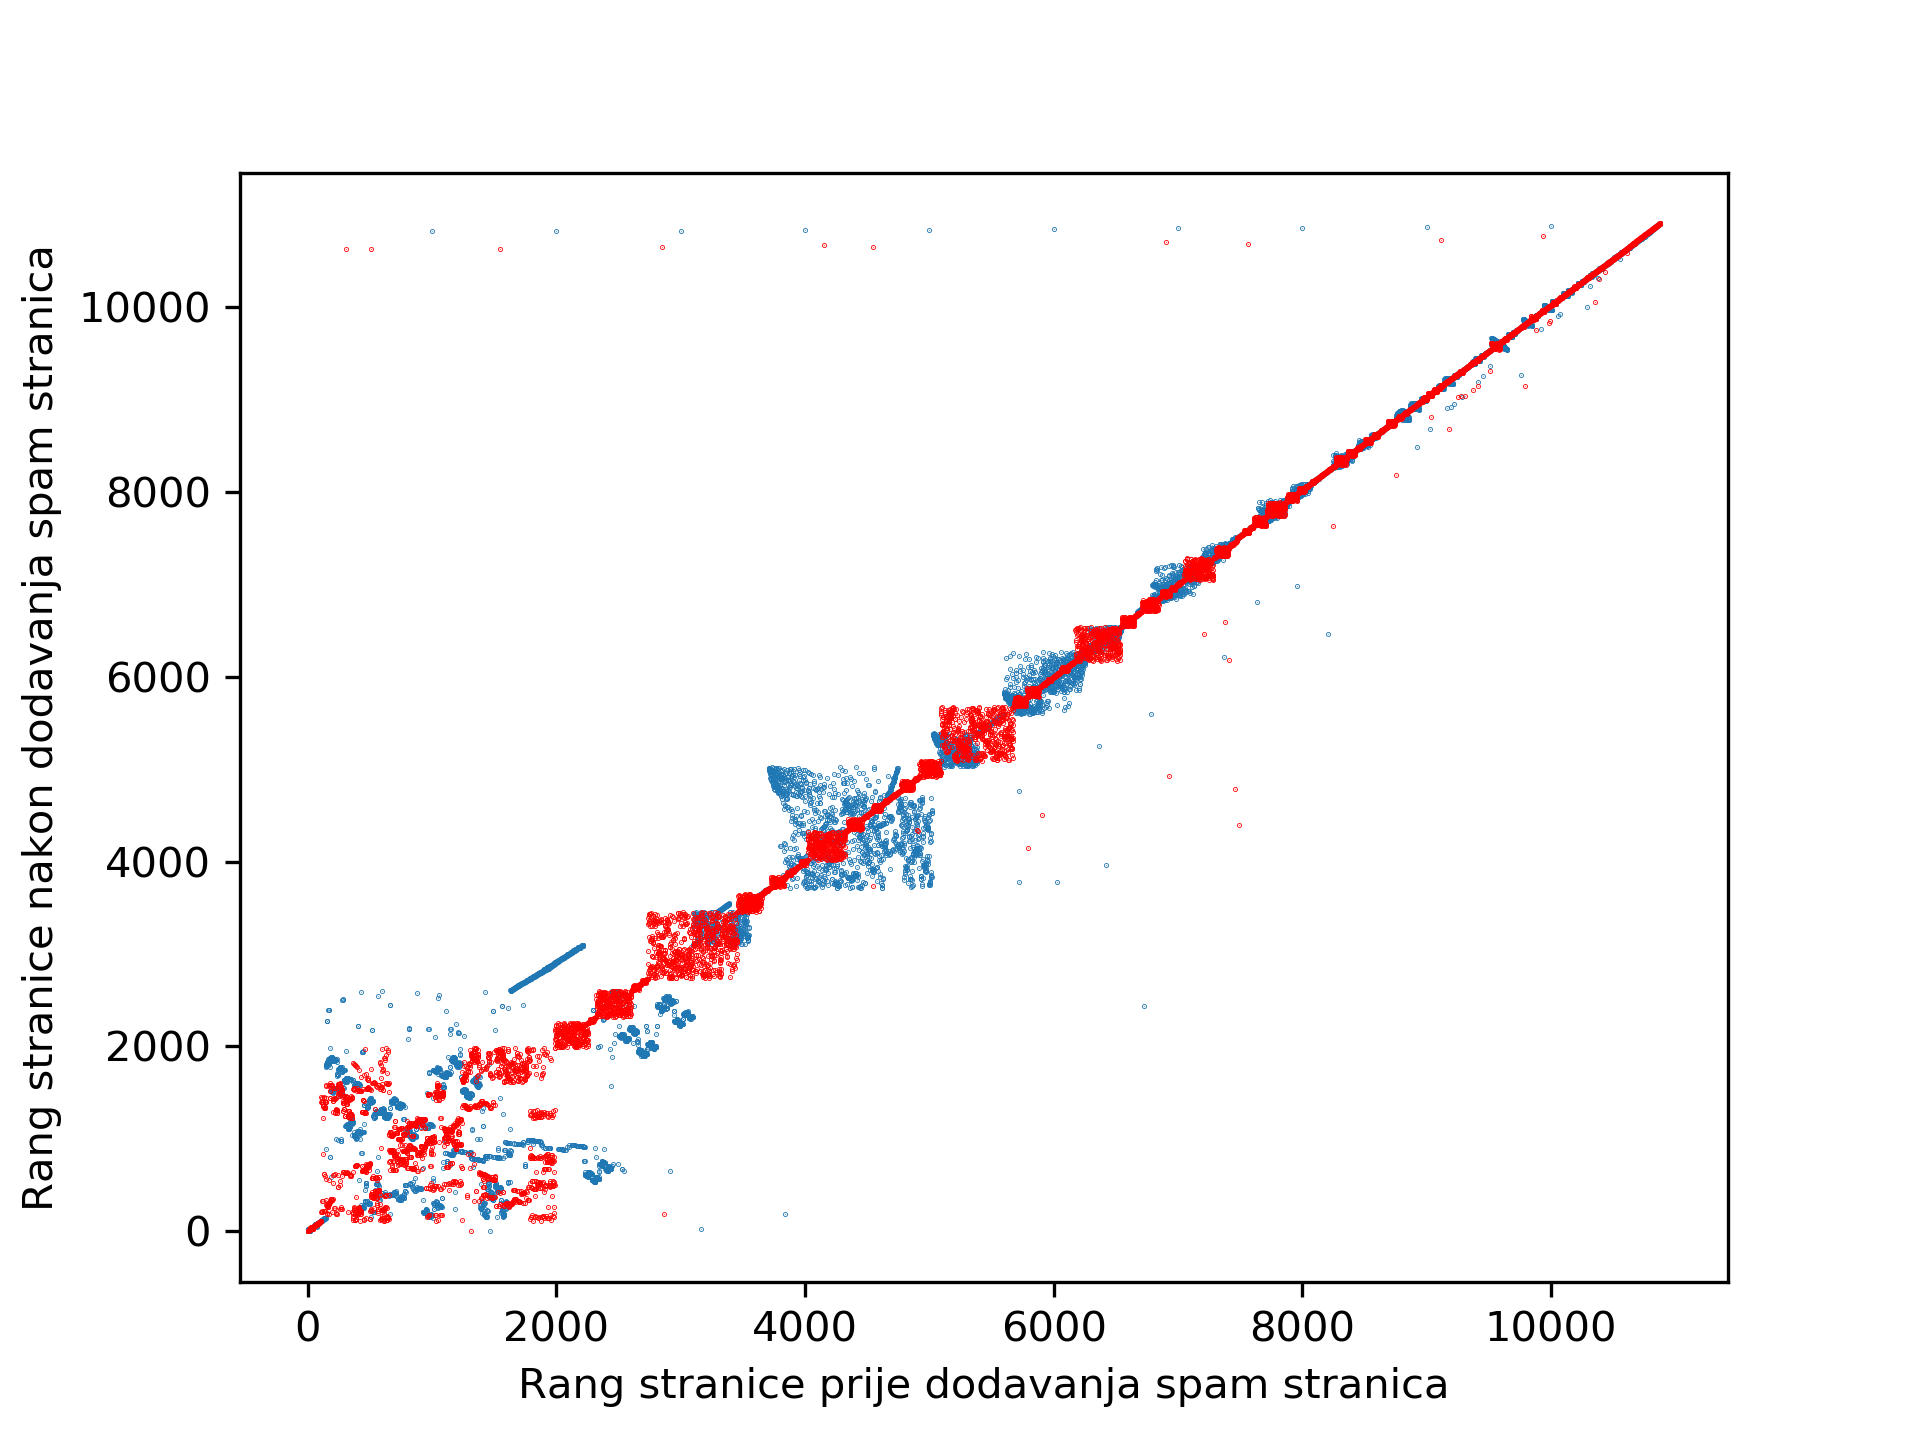 Rang stranice nakon dodavanja spam stranica
10000
8000
6000
4000
2000
0
0 2000 4000 6000 8000 10000
Rang stranice prije dodavanja spam stranica